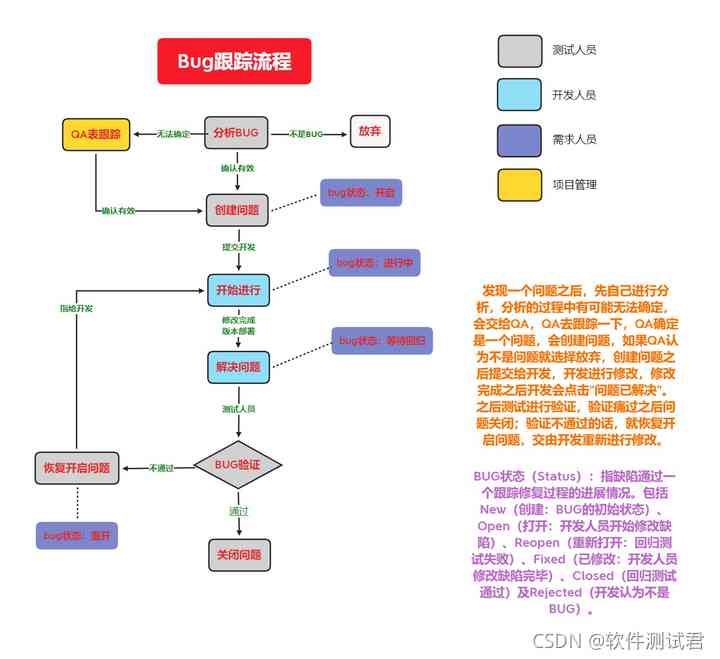 Bug跟踪流程
测试人员
开发人员
需求人员
项目管理
QA表跟踪
无法确定
分析BUG
不是BUG
放弃
确认有效
确认有效
创建问题
bug状态：开启
提交开发
开始进行
bug状态：进行中
指给开发
修改完成
版本部署
解决问题
bug状态：等待回归
测试人员
BUG验证
不通过
恢复开启问题
bug状态：重开
通过
关闭问题
发现一个问题之后，先自己进行分
析，分析的过程中有可能无法确定，
会交给QA，QA去跟踪一下，QA确定
是一个问题，会创建问题，如果QA认
为不是问题就选择放弃，创建问题之
后提交给开发，开发进行修改，修改
完成之后开发会点击“问题已解决”。
之后测试进行验证，验证痛过之后问
题关闭；验证不通过的话，就恢复开
启问题，交由开发重新进行修改。
BUG状态（Status）：指缺陷通过一
个跟踪修复过程的进展情况。包括
New（创建：BUG的初始状态）、
Open（打开：开发人员开始修改缺
陷）、Reopen（重新打开：回归测
试失败）、Fixed（已修改：开发人员
修改缺陷完毕）、Closed（回归测试
通过）及Rejected（开发认为不是
BUG）。
CSDN @软件测试君